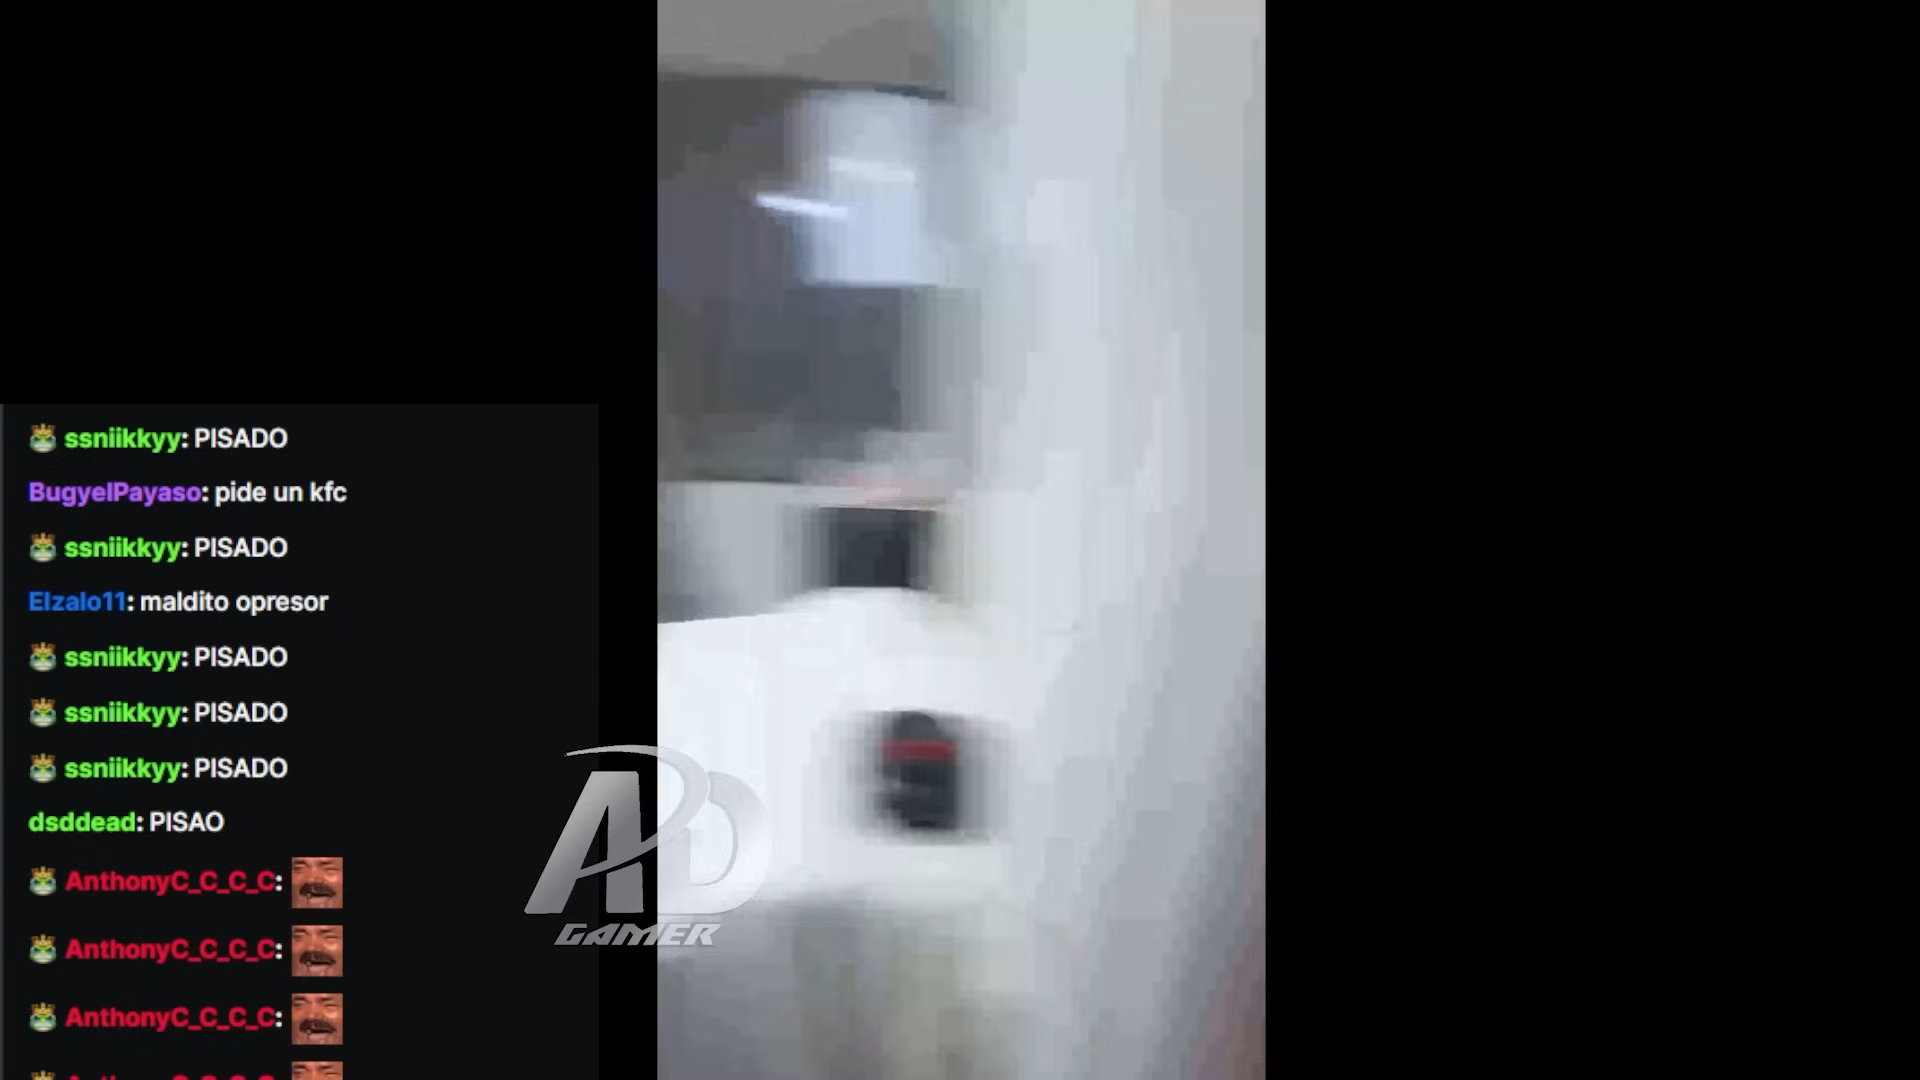 ssniikkyy: PISADO
BugyelPayaso: pide un kfc
ssniikkyy: PISADO
Elzalo11: maldito opresor
ssniikkyy: PISADO
ssniikkyy: PISADO
ssniikkyy: PISADO
dsddead: PISAO
AnthonyC_C_C_C:
AnthonyC_C_C_C:
AnthonyC_C_C_C:
AD
GAMER